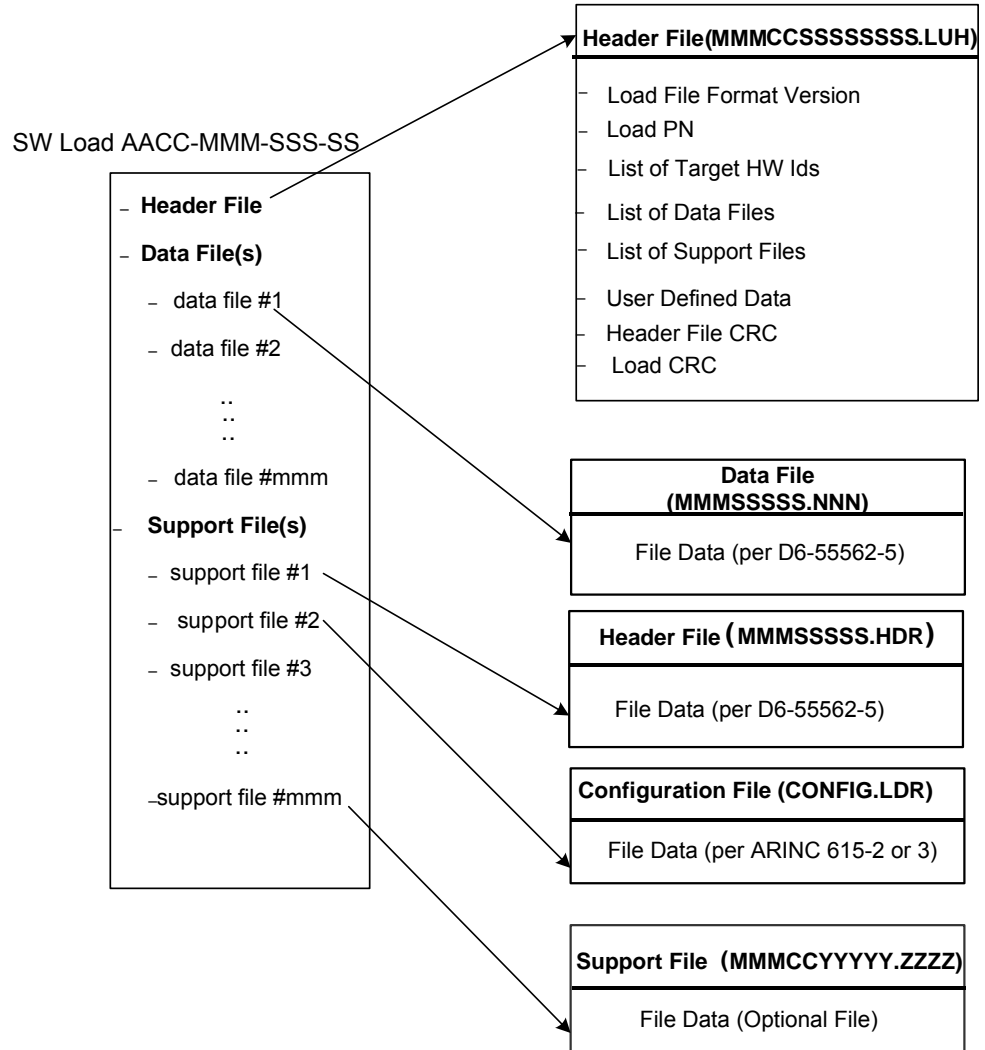 SW Load AACC-MMM-SSS-SS
– Header File
– Data File(s)
– data file #1
– data file #2
..
..
..
– data file #mmm
– Support File(s)
– support file #1
– support file #2
– support file #3
..
..
..
–support file #mmm
Header File(MMMCCSSSSSSSS.LUH)
– Load File Format Version
– Load PN
– List of Target HW Ids
– List of Data Files
– List of Support Files
– User Defined Data
– Header File CRC
– Load CRC
Data File
(MMMSSSSS.NNN)
File Data (per D6-55562-5)
Header File (MMMSSSSS.HDR)
File Data (per D6-55562-5)
Configuration File (CONFIG.LDR)
File Data (per ARINC 615-2 or 3)
Support File (MMMCCYYYYY.ZZZZ)
File Data (Optional File)